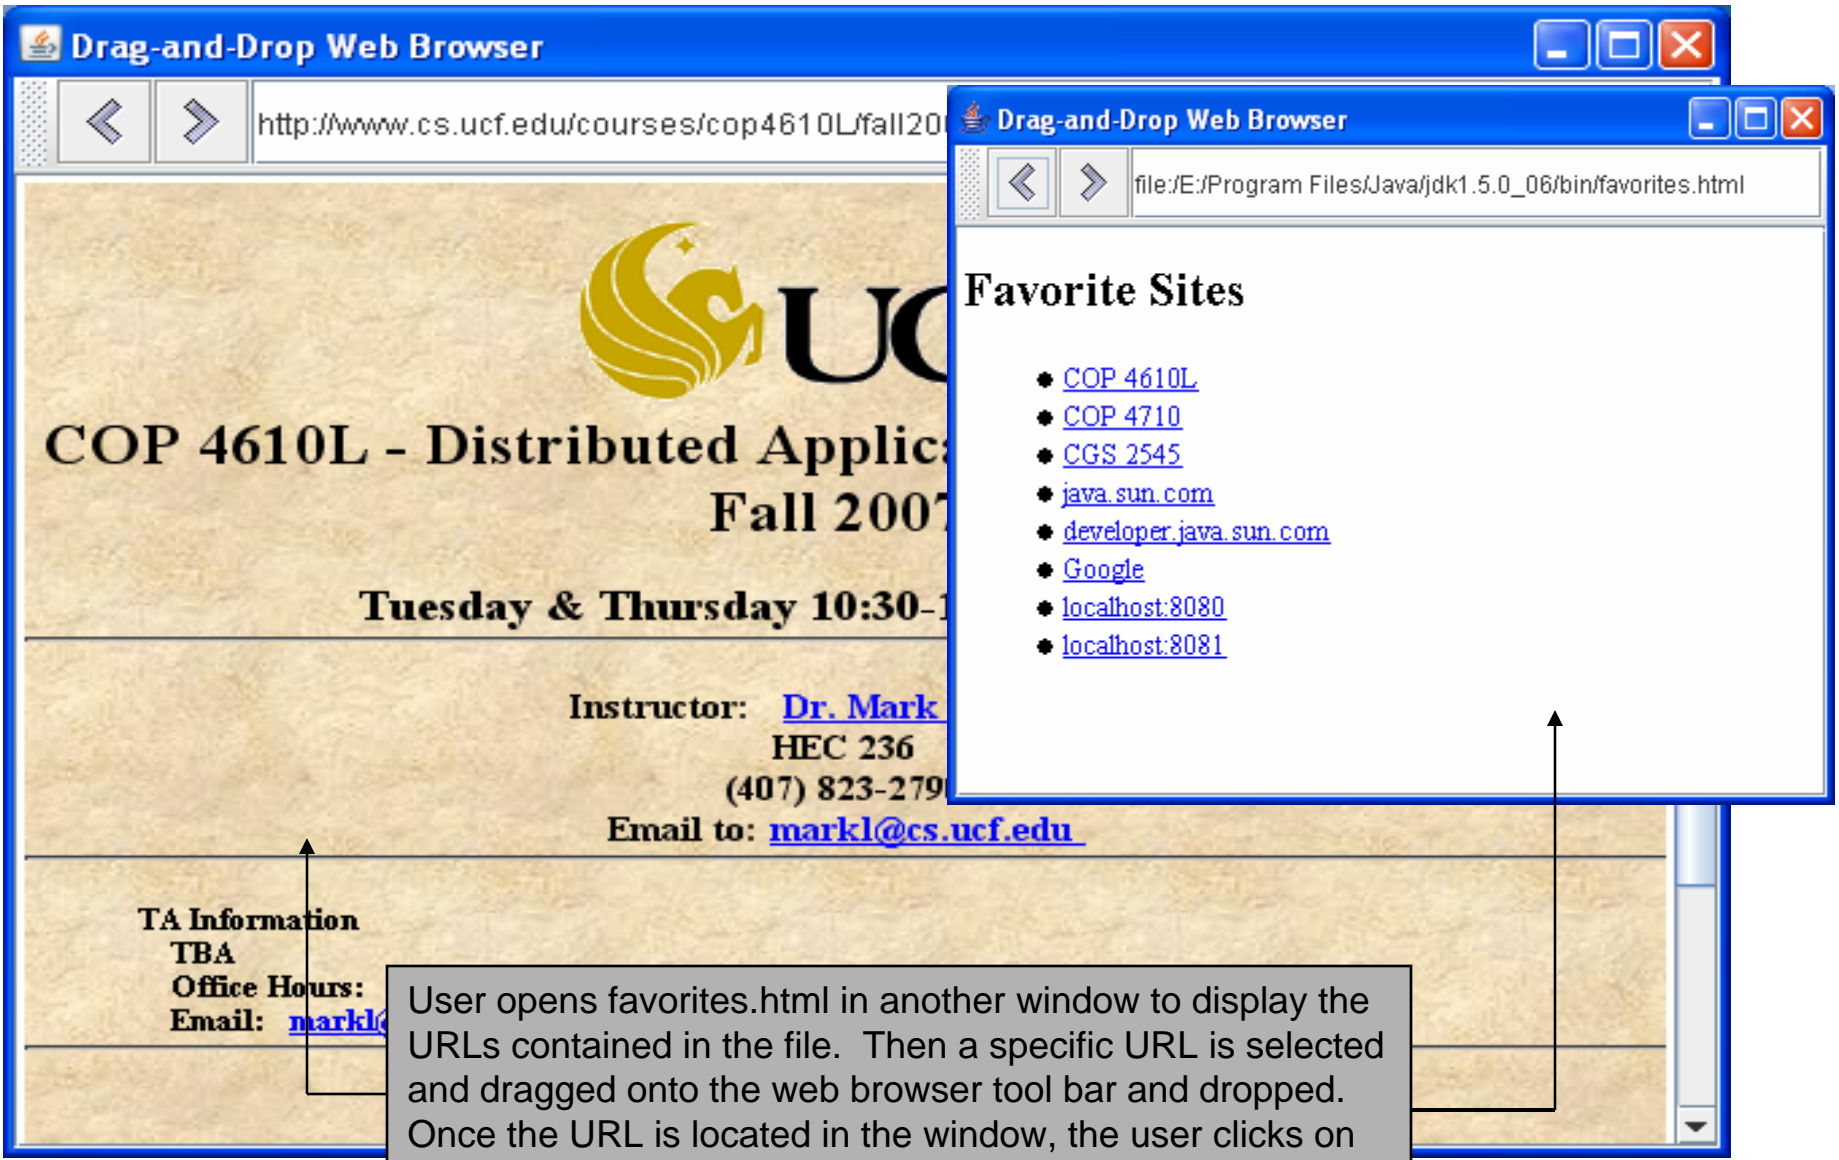 Drag-and-Drop Web Browser
http://www.cs.ucf.edu/courses/cop4610L/fall20
UC
COP 4610L - Distributed Applic
Fall 200
Tuesday & Thursday 10:30-
Instructor: Dr. Mark
HEC 236
(407) 823-279
Email to: markl@cs.ucf.edu
TA Information
TBA
Office Hours:
Email: markl@
Drag-and-Drop Web Browser
file:/E:/Program Files/Java/jdk1.5.0_06/bin/favorites.html
Favorite Sites
COP 4610L
COP 4710
CGS 2545
java.sun.com
developer.java.sun.com
Google
localhost:8080
localhost:8081
User opens favorites.html in another window to display the
URLs contained in the file. Then a specific URL is selected
and dragged onto the web browser tool bar and dropped.
Once the URL is located in the window, the user clicks on